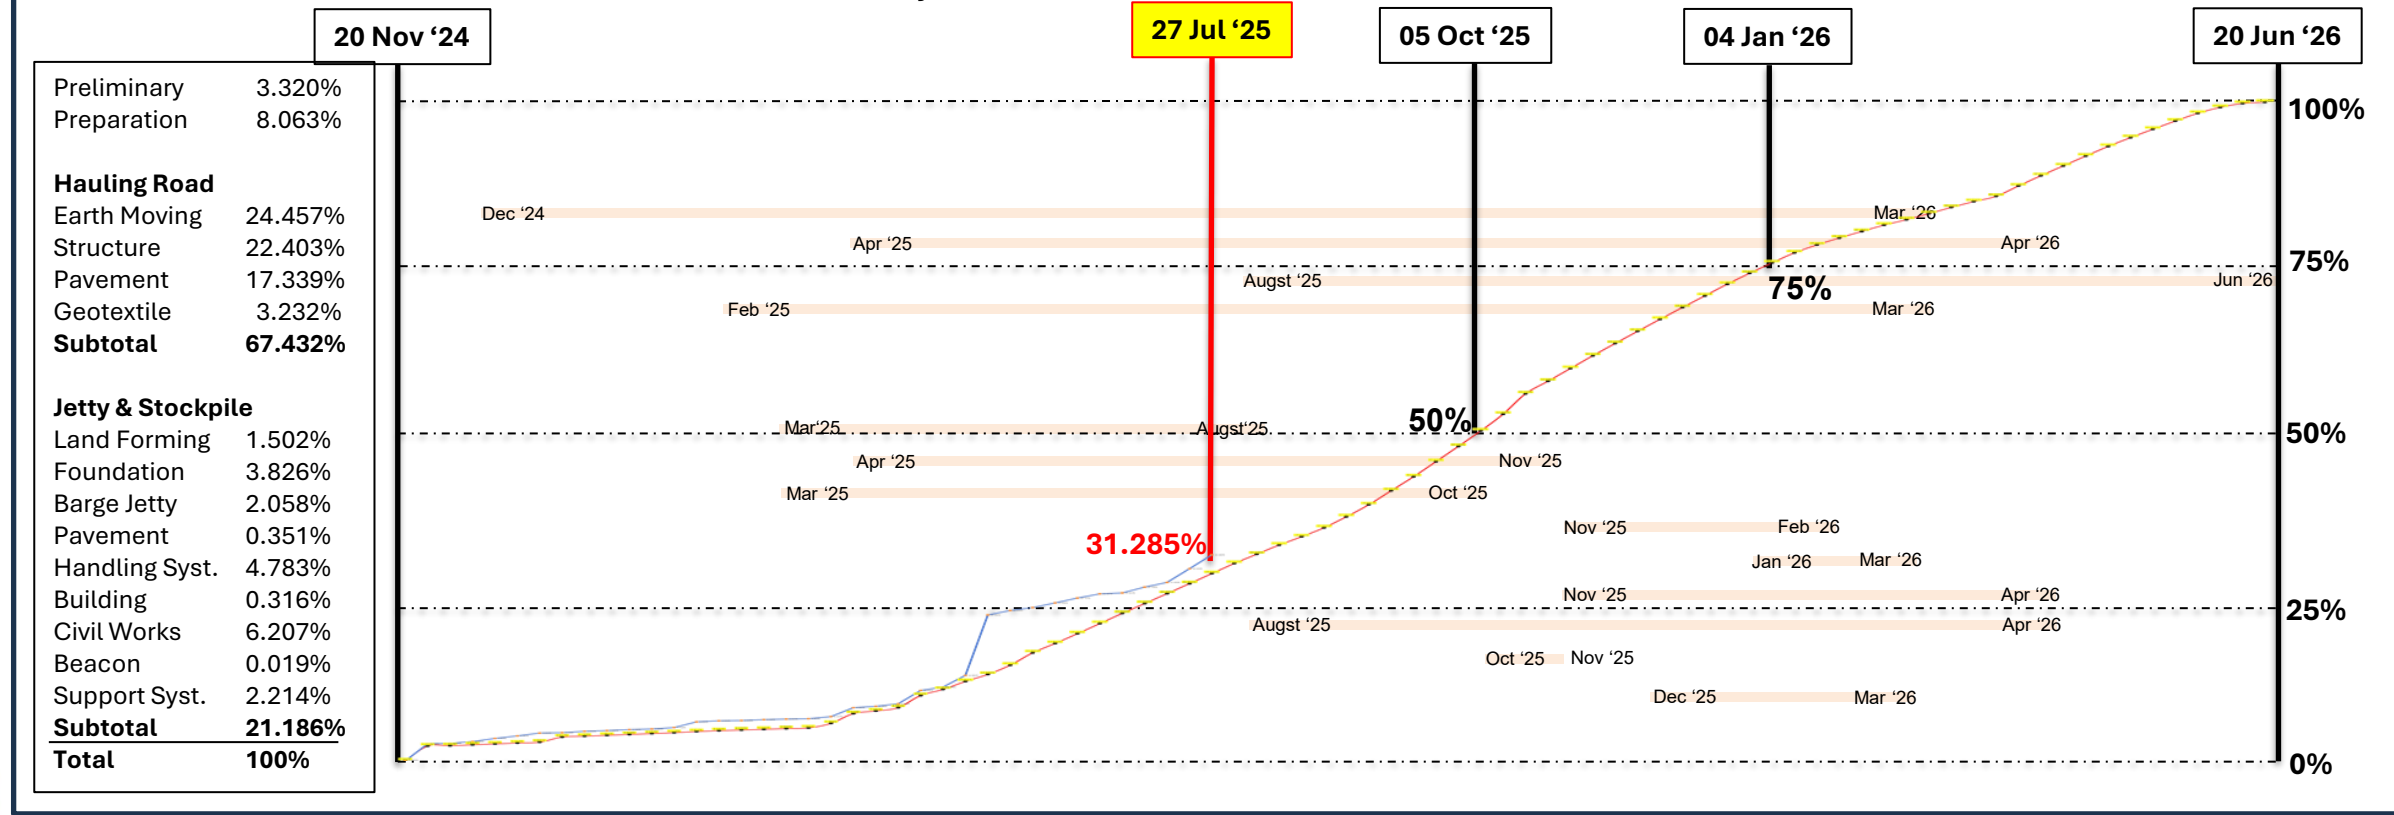 20 Nov ‘24
27 Jul ‘25
05 Oct ‘25
04 Jan ‘26
20 Jun ‘26
Preliminary 3.320%
Preparation 8.063%
Hauling Road
Earth Moving 24.457%
Structure 22.403%
Pavement 17.339%
Geotextile 3.232%
Subtotal 67.432%
Jetty & Stockpile
Land Forming 1.502%
Foundation 3.826%
Barge Jetty 2.058%
Pavement 0.351%
Handling Syst. 4.783%
Building 0.316%
Civil Works 6.207%
Beacon 0.019%
Support Syst. 2.214%
Subtotal 21.186%
Total 100%
100%
Dec ‘24 Mar ‘26
Apr ‘25 Apr ‘26
75%
Augst ‘25 Jun ‘26
75%
Feb ‘25 Mar ‘26
50%
Mar‘25 Augst‘25
50%
Apr ‘25 Nov ‘25
Mar ‘25 Oct ‘25
Nov ‘25 Feb ‘26
31.285%
Jan ‘26 Mar ‘26
Nov ‘25 Apr ‘26
25%
Augst ‘25 Apr ‘26
Oct ‘25 Nov ‘25
Dec ‘25 Mar ‘26
0%